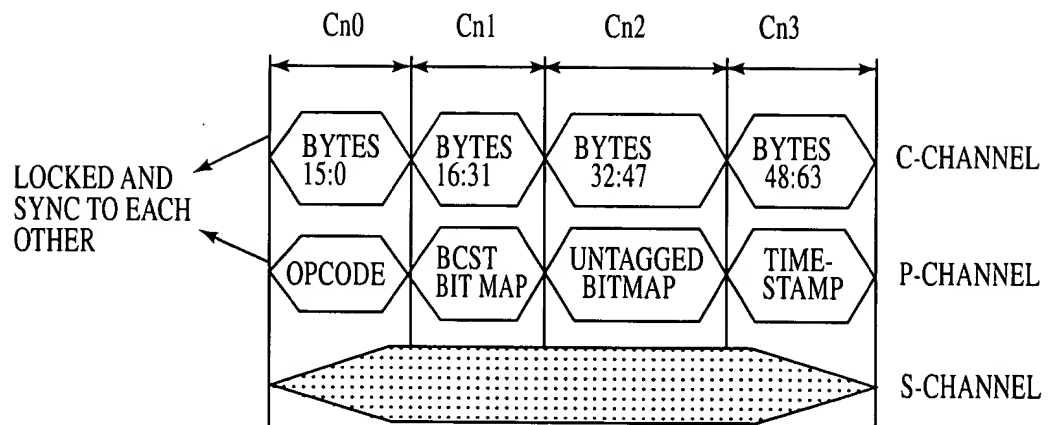 Cn0 Cn1 Cn2 Cn3
BYTES 15:0
BYTES 16:31
BYTES 32:47
BYTES 48:63
C-CHANNEL
LOCKED AND
SYNC TO EACH
OTHER
OPCODE
BCST
BIT MAP
UNTAGGED
BITMAP
TIME-
STAMP
P-CHANNEL
S-CHANNEL